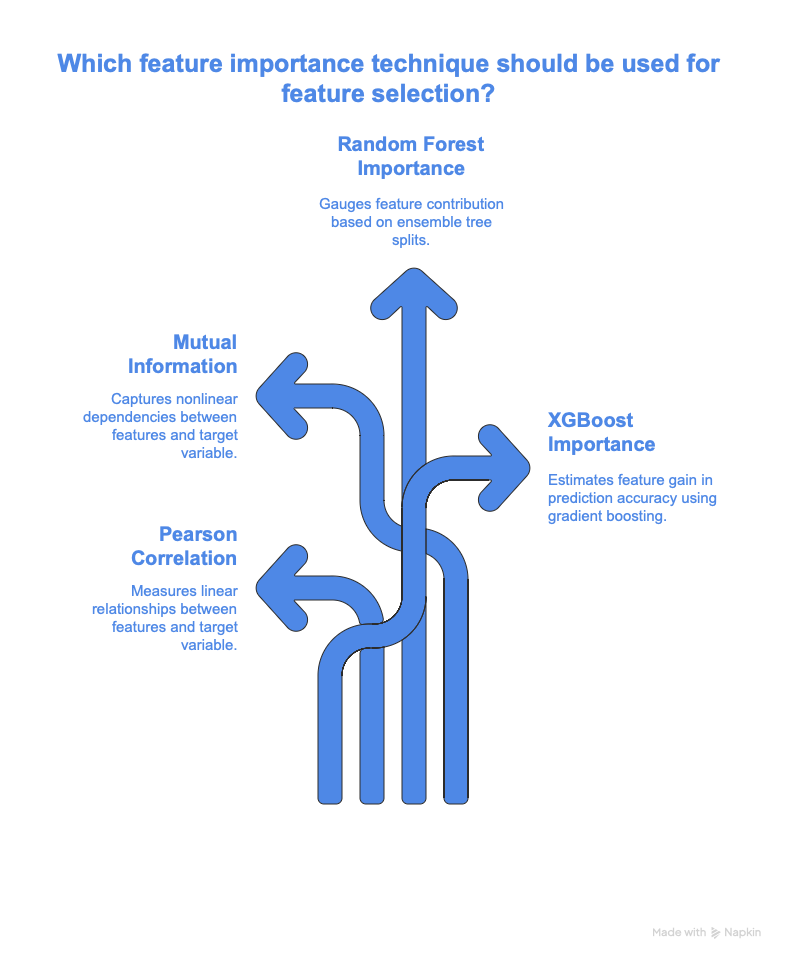 Which feature importance technique should be used for
feature selection?
Random Forest
Importance
Gauges feature contribution
based on ensemble tree
splits.
Mutual
Information
Captures nonlinear
dependencies between
features and target
variable.
XGBoost
Importance
Estimates feature gain in
prediction accuracy using
gradient boosting.
Pearson
Correlation
Measures linear
relationships between
features and target
variable.
Made with Napkin